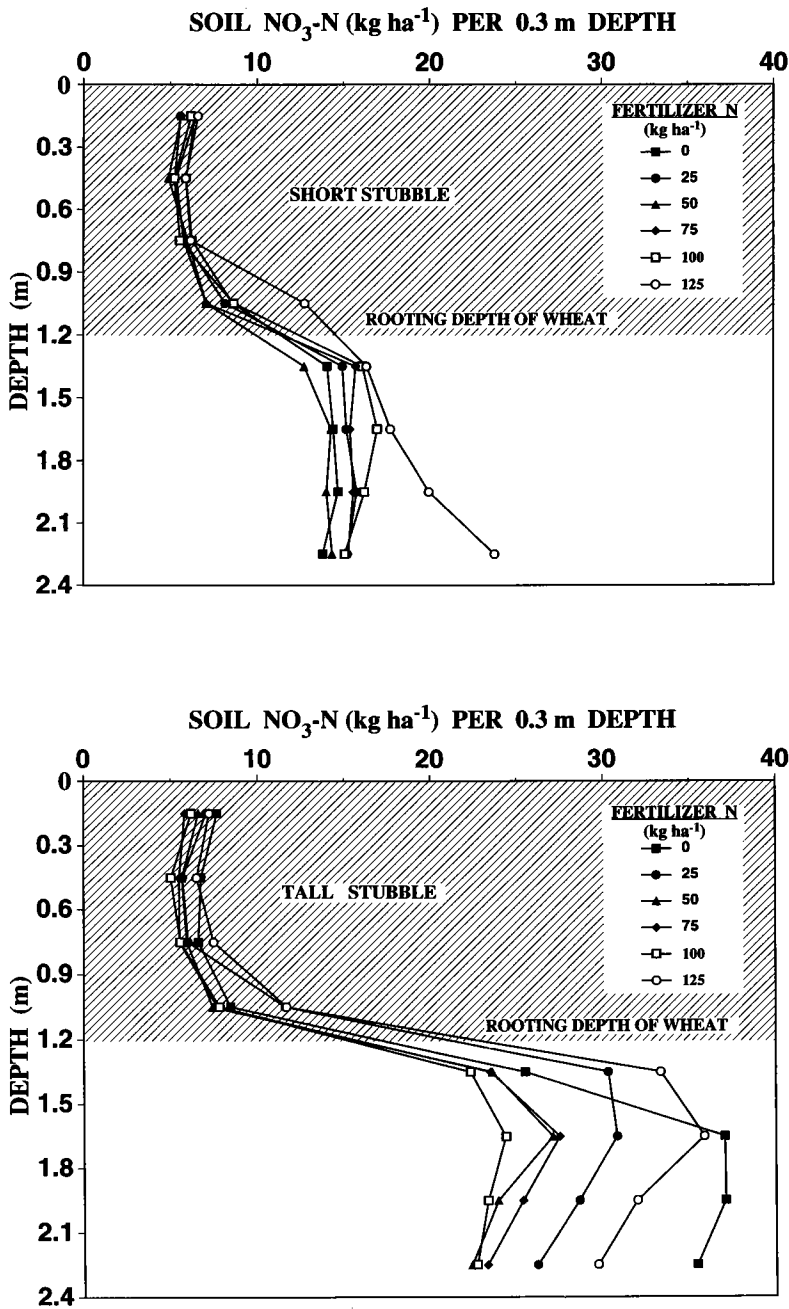 SOIL NO3-N (kg ha-1) PER 0.3 m DEPTH
0 10 20 30 40
0
0.3
0.6
0.9
1.2
1.5
1.8
2.1
2.4
DEPTH (m)
FERTILIZER N
(kg ha-1)
0
25
50
75
100
125
SHORT STUBBLE
ROOTING DEPTH OF WHEAT
SOIL NO3-N (kg ha-1) PER 0.3 m DEPTH
0 10 20 30 40
0
0.3
0.6
0.9
1.2
1.5
1.8
2.1
2.4
DEPTH (m)
FERTILIZER N
(kg ha-1)
0
25
50
75
100
125
TALL STUBBLE
ROOTING DEPTH OF WHEAT